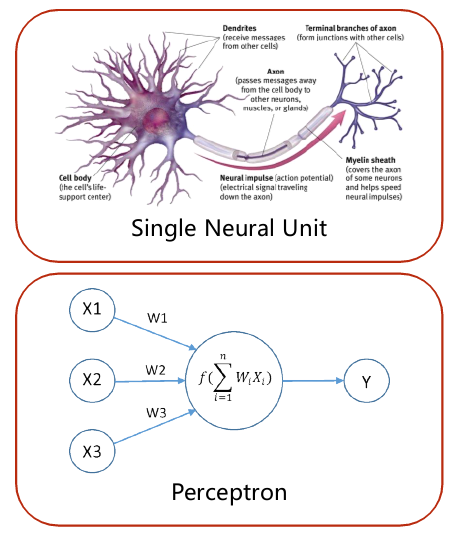 Dendrites
(receive messages
from other cells)
Terminal branches of axon
(form junctions with other cells)
Axon
(passes messages away
from the cell body to
other neurons,
muscles, or glands)
Cell body
(the cell's life-
support center)
Neural impulse (action potential)
(electrical signal traveling
down the axon)
Myelin sheath
(covers the axon
of some neurons
and helps speed
neural impulses)
Single Neural Unit
X1
W1
X2
W2
f(∑ᵢ₌₁ⁿ WᵢXᵢ)
Y
W3
X3
Perceptron